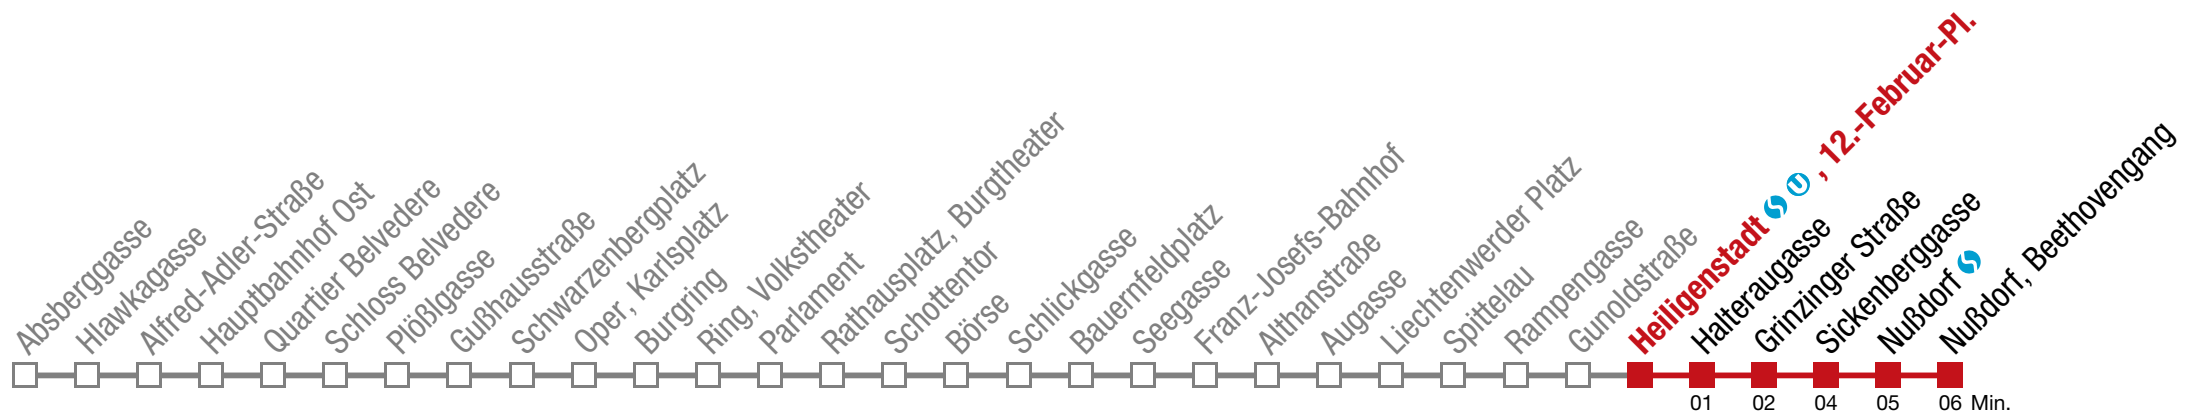 Absberggasse
Hlawkagasse
Alfred-Adler-Straße
Hauptbahnhof Ost
Quartier Belvedere
Schloss Belvedere
Plößlgasse
Gußhausstraße
Schwarzenbergplatz
Oper, Karlsplatz
Burgring
Ring, Volkstheater
Parlament
Rathausplatz, Burgtheater
Schottentor
Börse
Schlickgasse
Bauernfeldplatz
Seegasse
Franz-Josefs-Bahnhof
Althanstraße
Augasse
Liechtenwerder Platz
Spittelau
Rampengasse
Gunoldstraße
Heiligenstadt S U, 12.-Februar-Pl.
Halteraugasse
Grinzinger Straße
Sickenberggasse
Nußdorf S
Nußdorf, Beethovengang
01 02 04 05 06 Min.